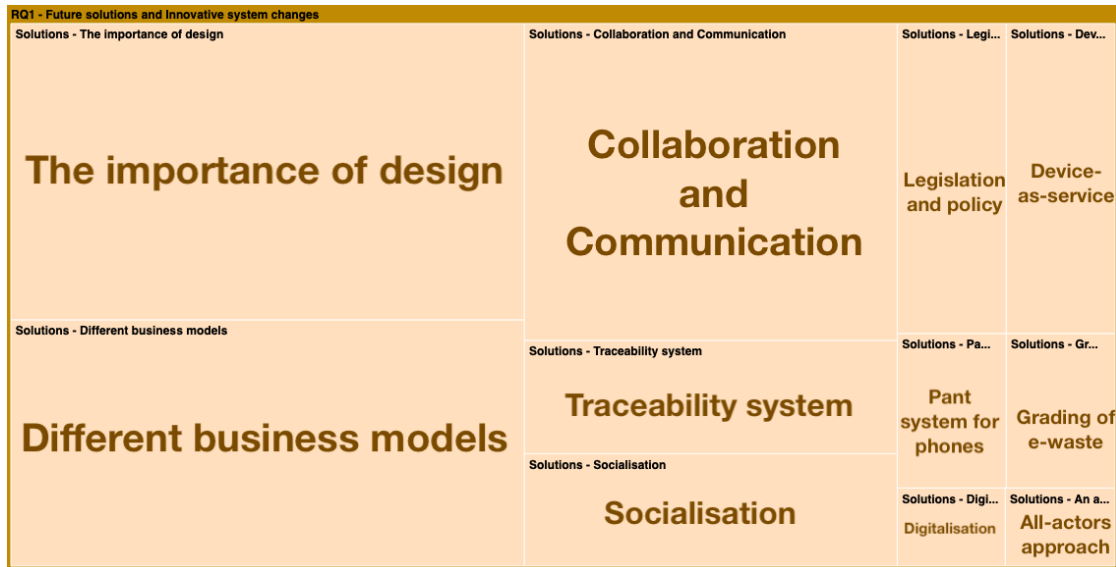 RQ1 - Future solutions and Innovative system changes
Solutions - The importance of design
The importance of design
Solutions - Different business models
Different business models
Solutions - Collaboration and Communication
Collaboration
and
Communication
Solutions - Traceability system
Traceability system
Solutions - Socialisation
Socialisation
Solutions - Legi...
Legislation
and policy
Solutions - Dev...
Device-
as-service
Solutions - Pa...
Pant
system for
phones
Solutions - Gr...
Grading of
e-waste
Solutions - Digi...
Digitalisation
Solutions - An a...
All-actors
approach